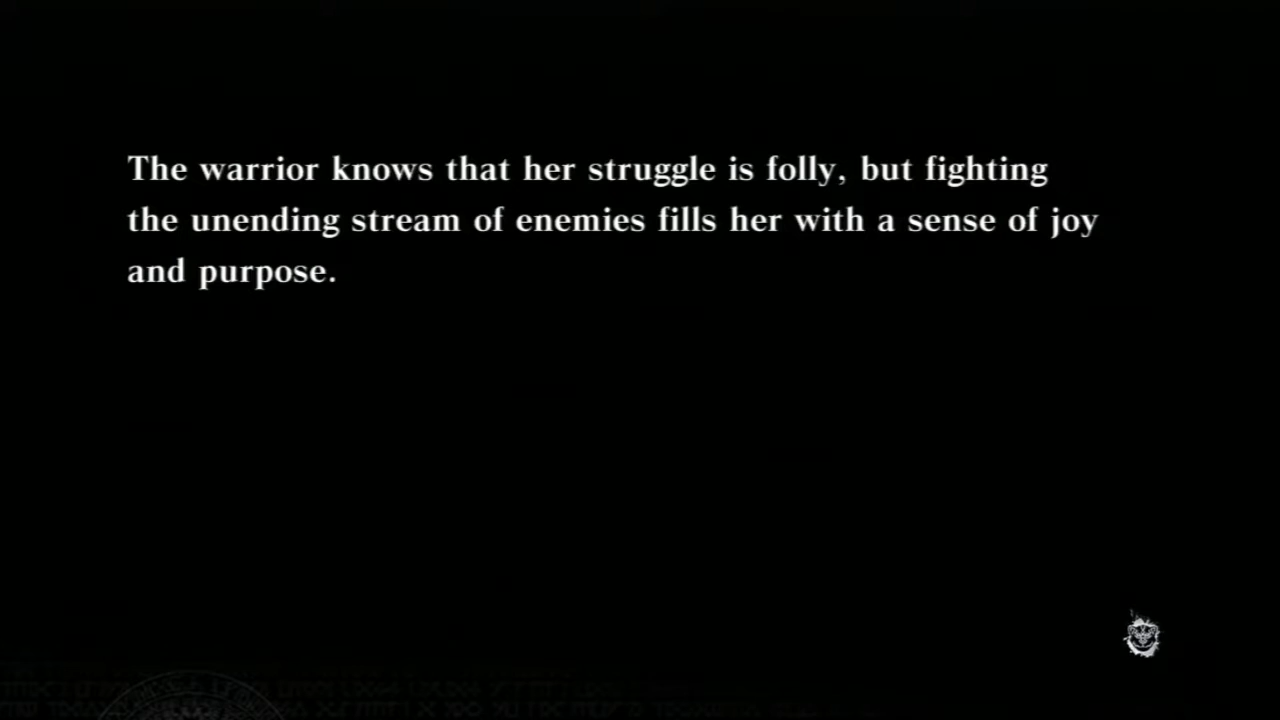 The warrior knows that her struggle is folly, but fighting
the unending stream of enemies fills her with a sense of joy
and purpose.